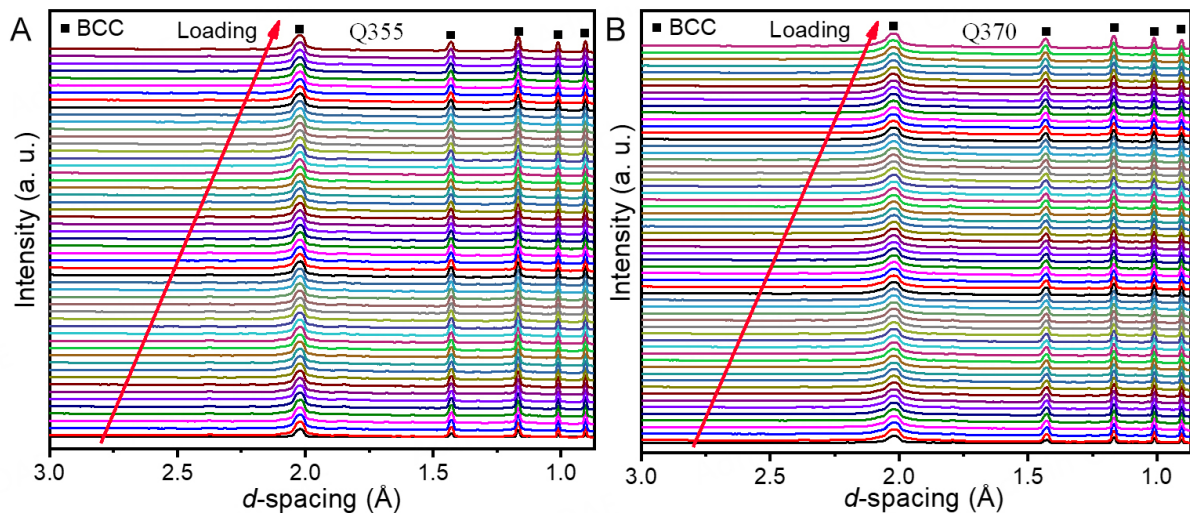 A
■ BCC Loading Q355
Intensity (a. u.)
3.0 2.5 2.0 1.5 1.0
d-spacing (Å)
B
■ BCC Loading Q370
Intensity (a. u.)
3.0 2.5 2.0 1.5 1.0
d-spacing (Å)